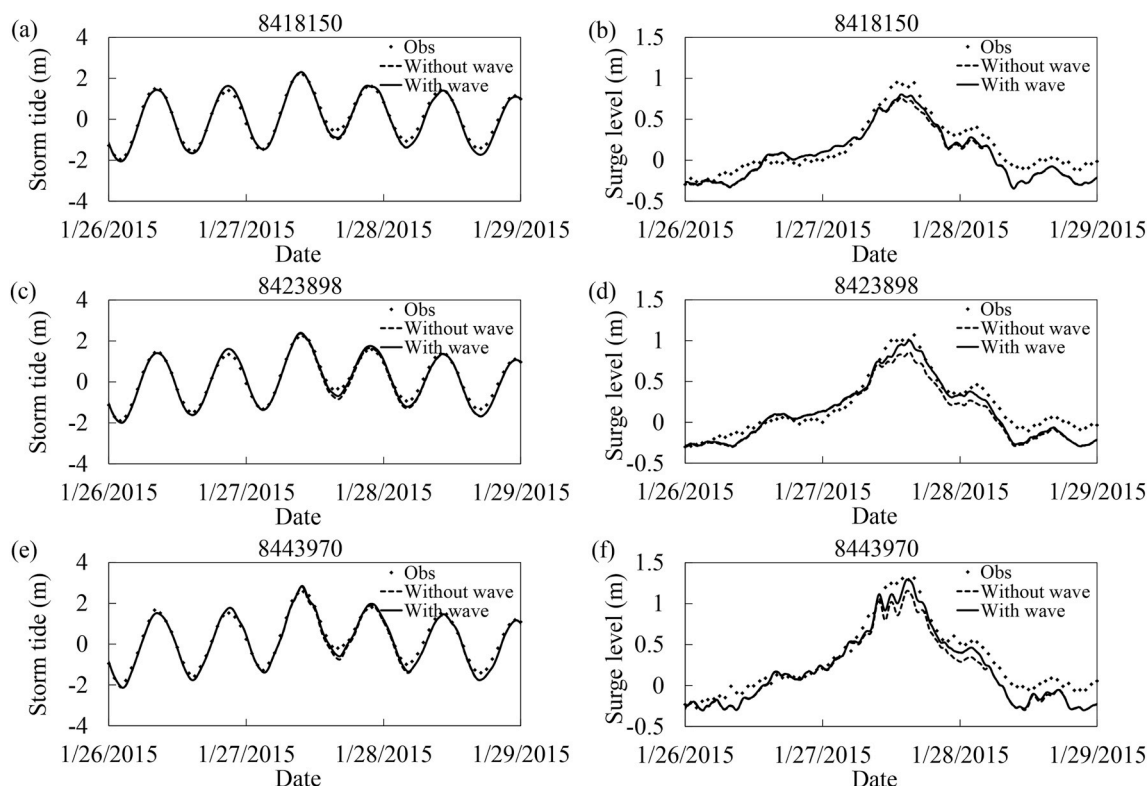 (a)
8418150
Storm tide (m)
4
2
0
-2
-4
Obs
Without wave
With wave
1/26/2015 1/27/2015 1/28/2015 1/29/2015
Date
(b)
8418150
Surge level (m)
1.5
1
0.5
0
-0.5
Obs
Without wave
With wave
1/26/2015 1/27/2015 1/28/2015 1/29/2015
Date
(c)
8423898
Storm tide (m)
4
2
0
-2
-4
Obs
Without wave
With wave
1/26/2015 1/27/2015 1/28/2015 1/29/2015
Date
(d)
8423898
Surge level (m)
1.5
1
0.5
0
-0.5
Obs
Without wave
With wave
1/26/2015 1/27/2015 1/28/2015 1/29/2015
Date
(e)
8443970
Storm tide (m)
4
2
0
-2
-4
Obs
Without wave
With wave
1/26/2015 1/27/2015 1/28/2015 1/29/2015
Date
(f)
8443970
Surge level (m)
1.5
1
0.5
0
-0.5
Obs
Without wave
With wave
1/26/2015 1/27/2015 1/28/2015 1/29/2015
Date